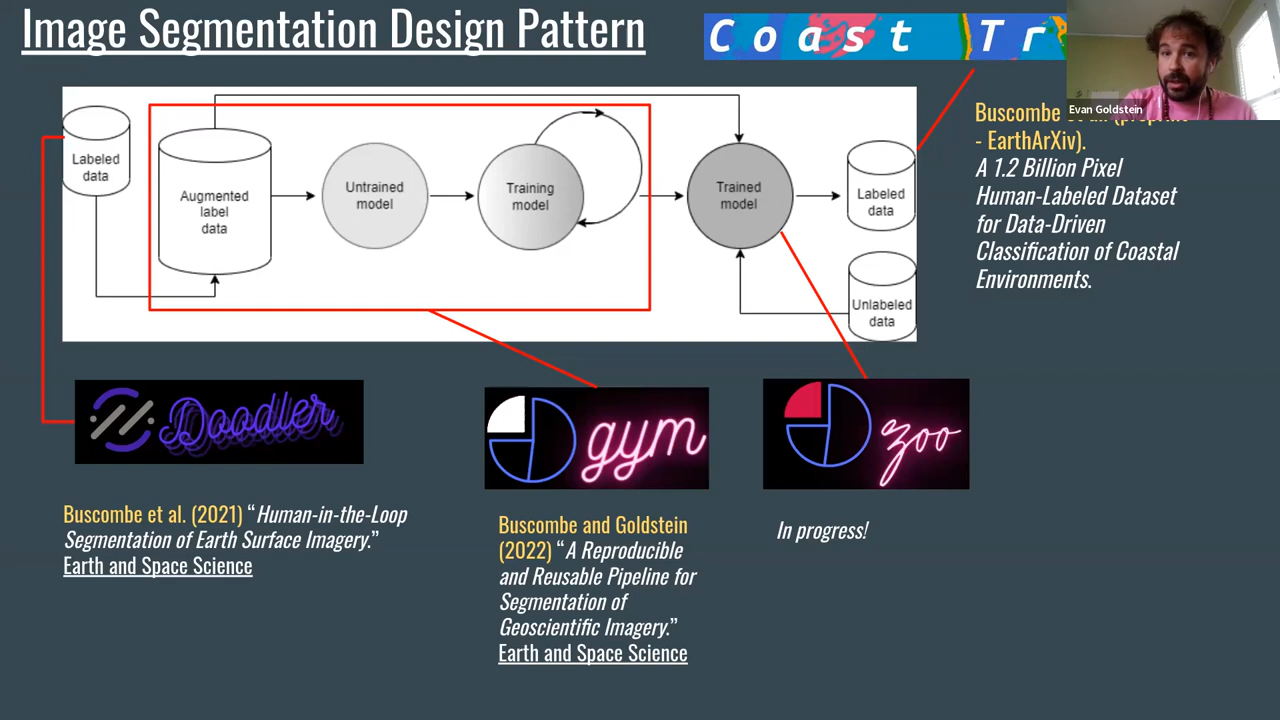 Image Segmentation Design Pattern
Coast Tr
Evan Goldstein
Labeled
data
Augmented
label
data
Untrained
model
Training
model
Trained
model
Labeled
data
Unlabeled
data
Buscombe
- EarthArXiv).
A 1.2 Billion Pixel
Human-Labeled Dataset
for Data-Driven
Classification of Coastal
Environments.
Doodler
gym
zoo
Buscombe et al. (2021) “Human-in-the-Loop
Segmentation of Earth Surface Imagery.”
Earth and Space Science
Buscombe and Goldstein
(2022) “A Reproducible
and Reusable Pipeline for
Segmentation of
Geoscientific Imagery.”
Earth and Space Science
In progress!